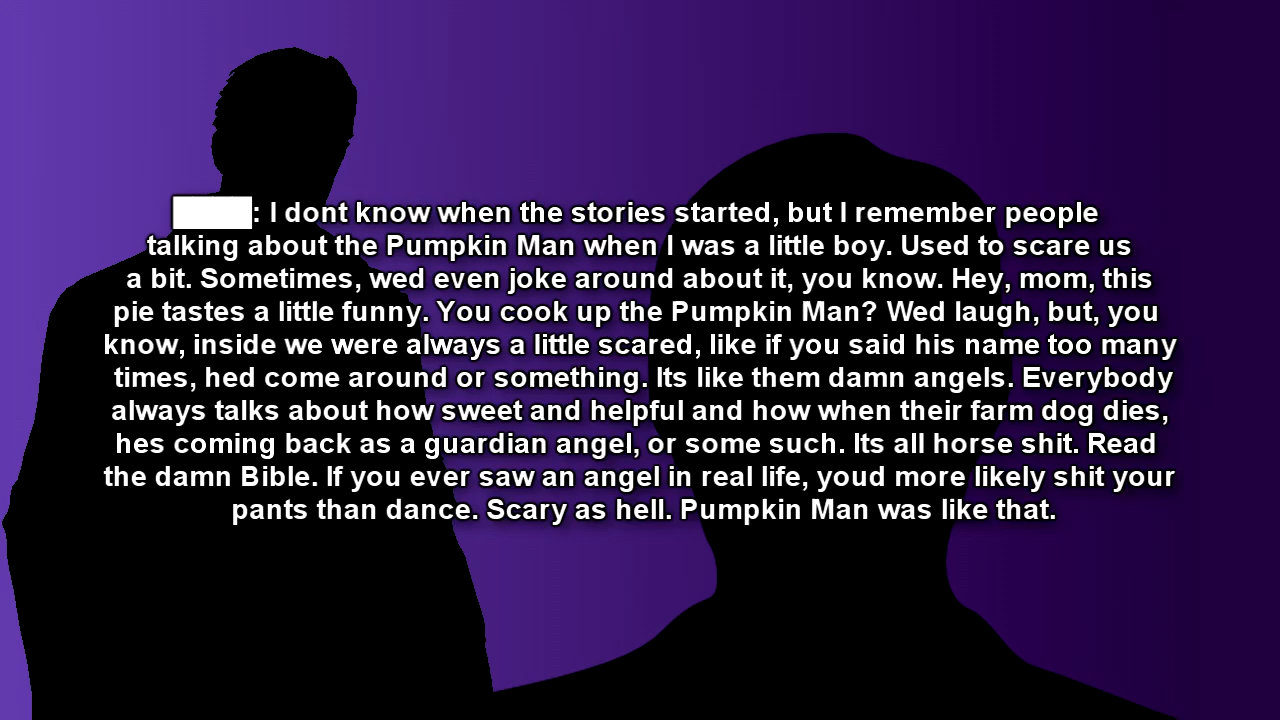 : I dont know when the stories started, but I remember people
talking about the Pumpkin Man when I was a little boy. Used to scare us
a bit. Sometimes, wed even joke around about it, you know. Hey, mom, this
pie tastes a little funny. You cook up the Pumpkin Man? Wed laugh, but, you
know, inside we were always a little scared, like if you said his name too many
times, hed come around or something. Its like them damn angels. Everybody
always talks about how sweet and helpful and how when their farm dog dies,
hes coming back as a guardian angel, or some such. Its all horse shit. Read
the damn Bible. If you ever saw an angel in real life, youd more likely shit your
pants than dance. Scary as hell. Pumpkin Man was like that.